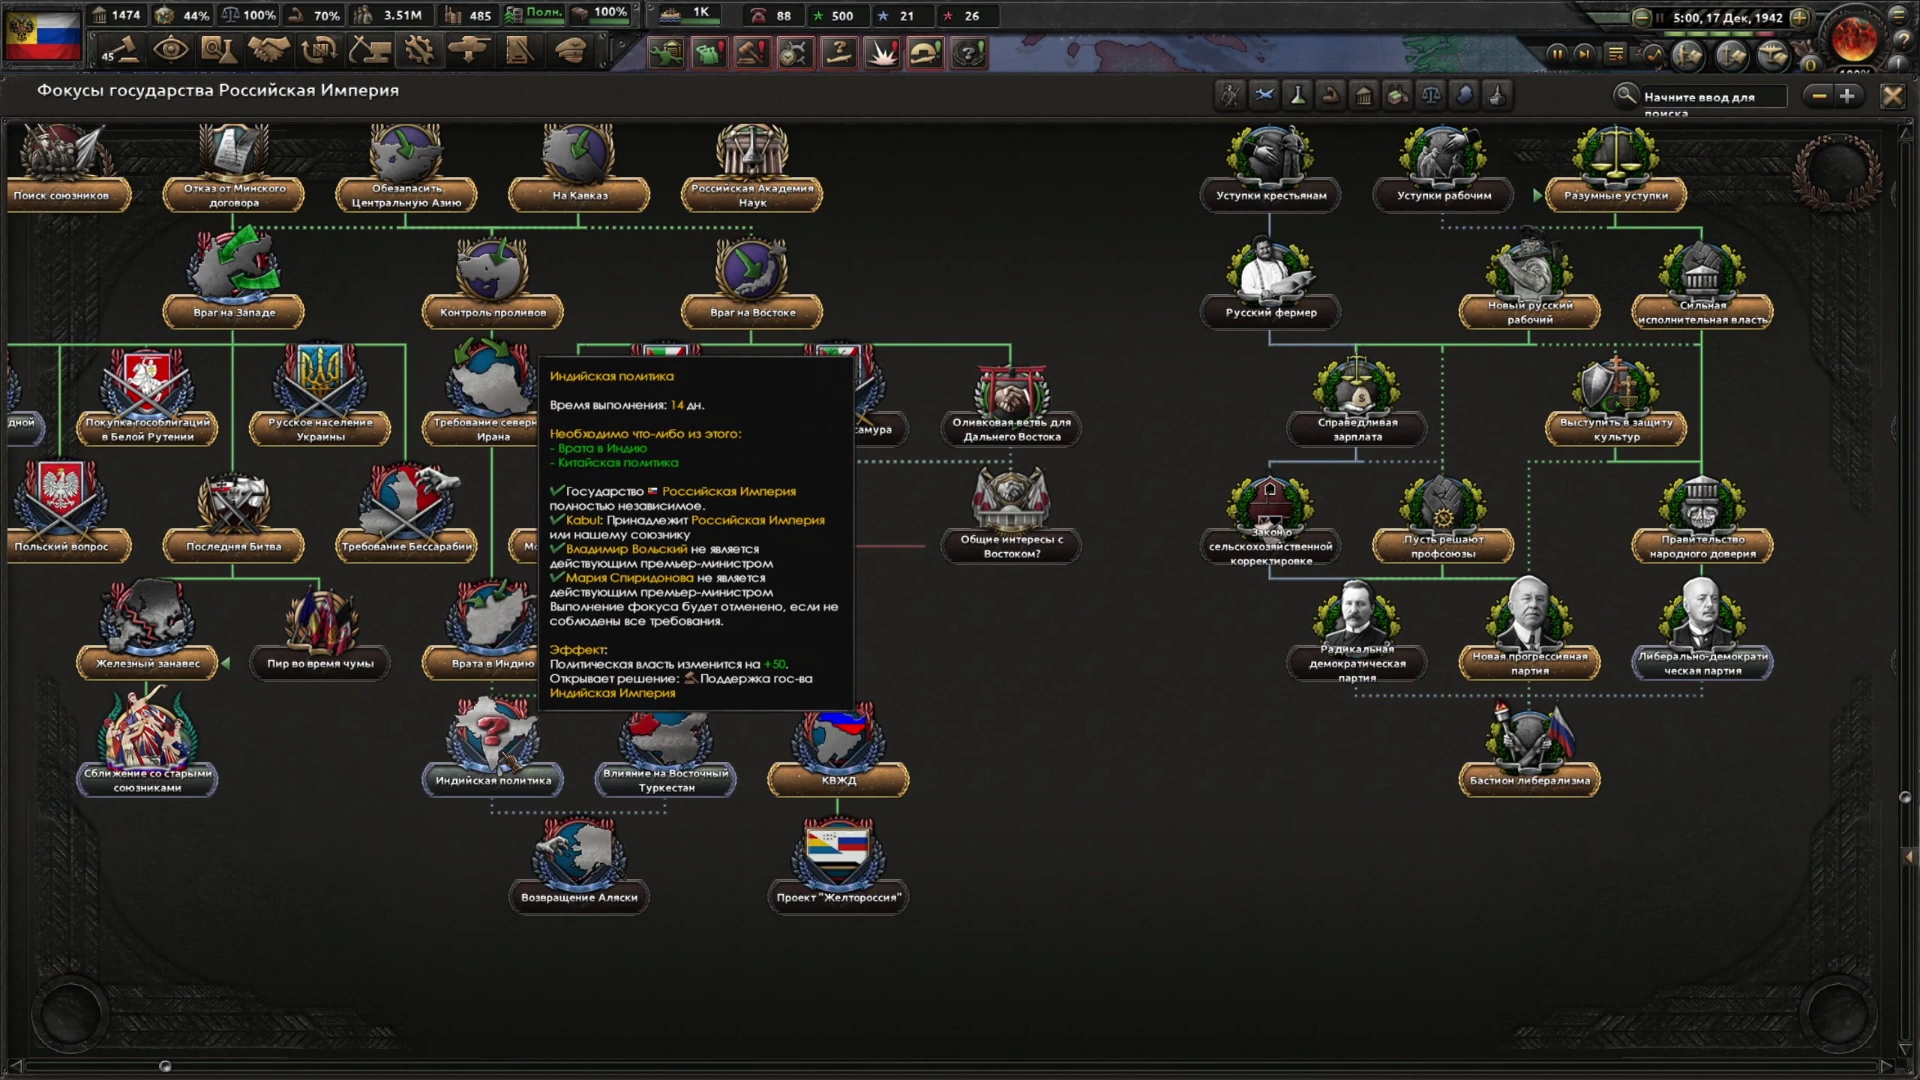 1474
44%
100%
70%
3.51M
485
Полн.
100%
1K
88
500
21
26
5:00, 17 Дек, 1942
45
0
Фокусы государства Российская Империя
Начните ввод для
поиска
Поиск союзников
Отказ от Минского
договора
Обезапасить
Центральную Азию
На Кавказ
Российская Академия
Наук
Уступки крестьянам
Уступки рабочим
Разумные уступки
Враг на Западе
Контроль проливов
Враг на Востоке
Русский фермер
Новый русский
рабочий
Сильная
исполнительная власть
дной
Покупка гособлигаций
в Белой Рутении
Русское население
Украины
Требование северн
Ирана
самура
Оливковая ветвь для
Дальнего Востока
Справедливая
зарплата
Выступить в защиту
культур
Индийская политика
Время выполнения: 14 дн.
Необходимо что-либо из этого:
- Врата в Индию
- Китайская политика
Государство Российская Империя
полностью независимое.
Kabul: Принадлежит Российская Империя
или нашему союзнику
Владимир Вольский не является
действующим премьер-министром
Мария Спиридонова не является
действующим премьер-министром
Выполнение фокуса будет отменено, если не
соблюдены все требования.
Эффект:
Политическая власть изменится на +50.
Открывает решение: Поддержка гос-ва
Индийская Империя
Польский вопрос
Последняя Битва
Требование Бессарабии
Мо
Общие интересы с
Востоком?
Закон о
сельскохозяйственной
корректировке
Пусть решают
профсоюзы
Правительство
народного доверия
Железный занавес
Пир во время чумы
Врата в Индию
Радикальная
демократическая
партия
Новая прогрессивная
партия
Либерально-демократи
ческая партия
Сближение со старыми
союзниками
Индийская политика
Влияние на Восточный
Туркестан
КВЖД
Бастион либерализма
Возвращение Аляски
Проект "Желтороссия"